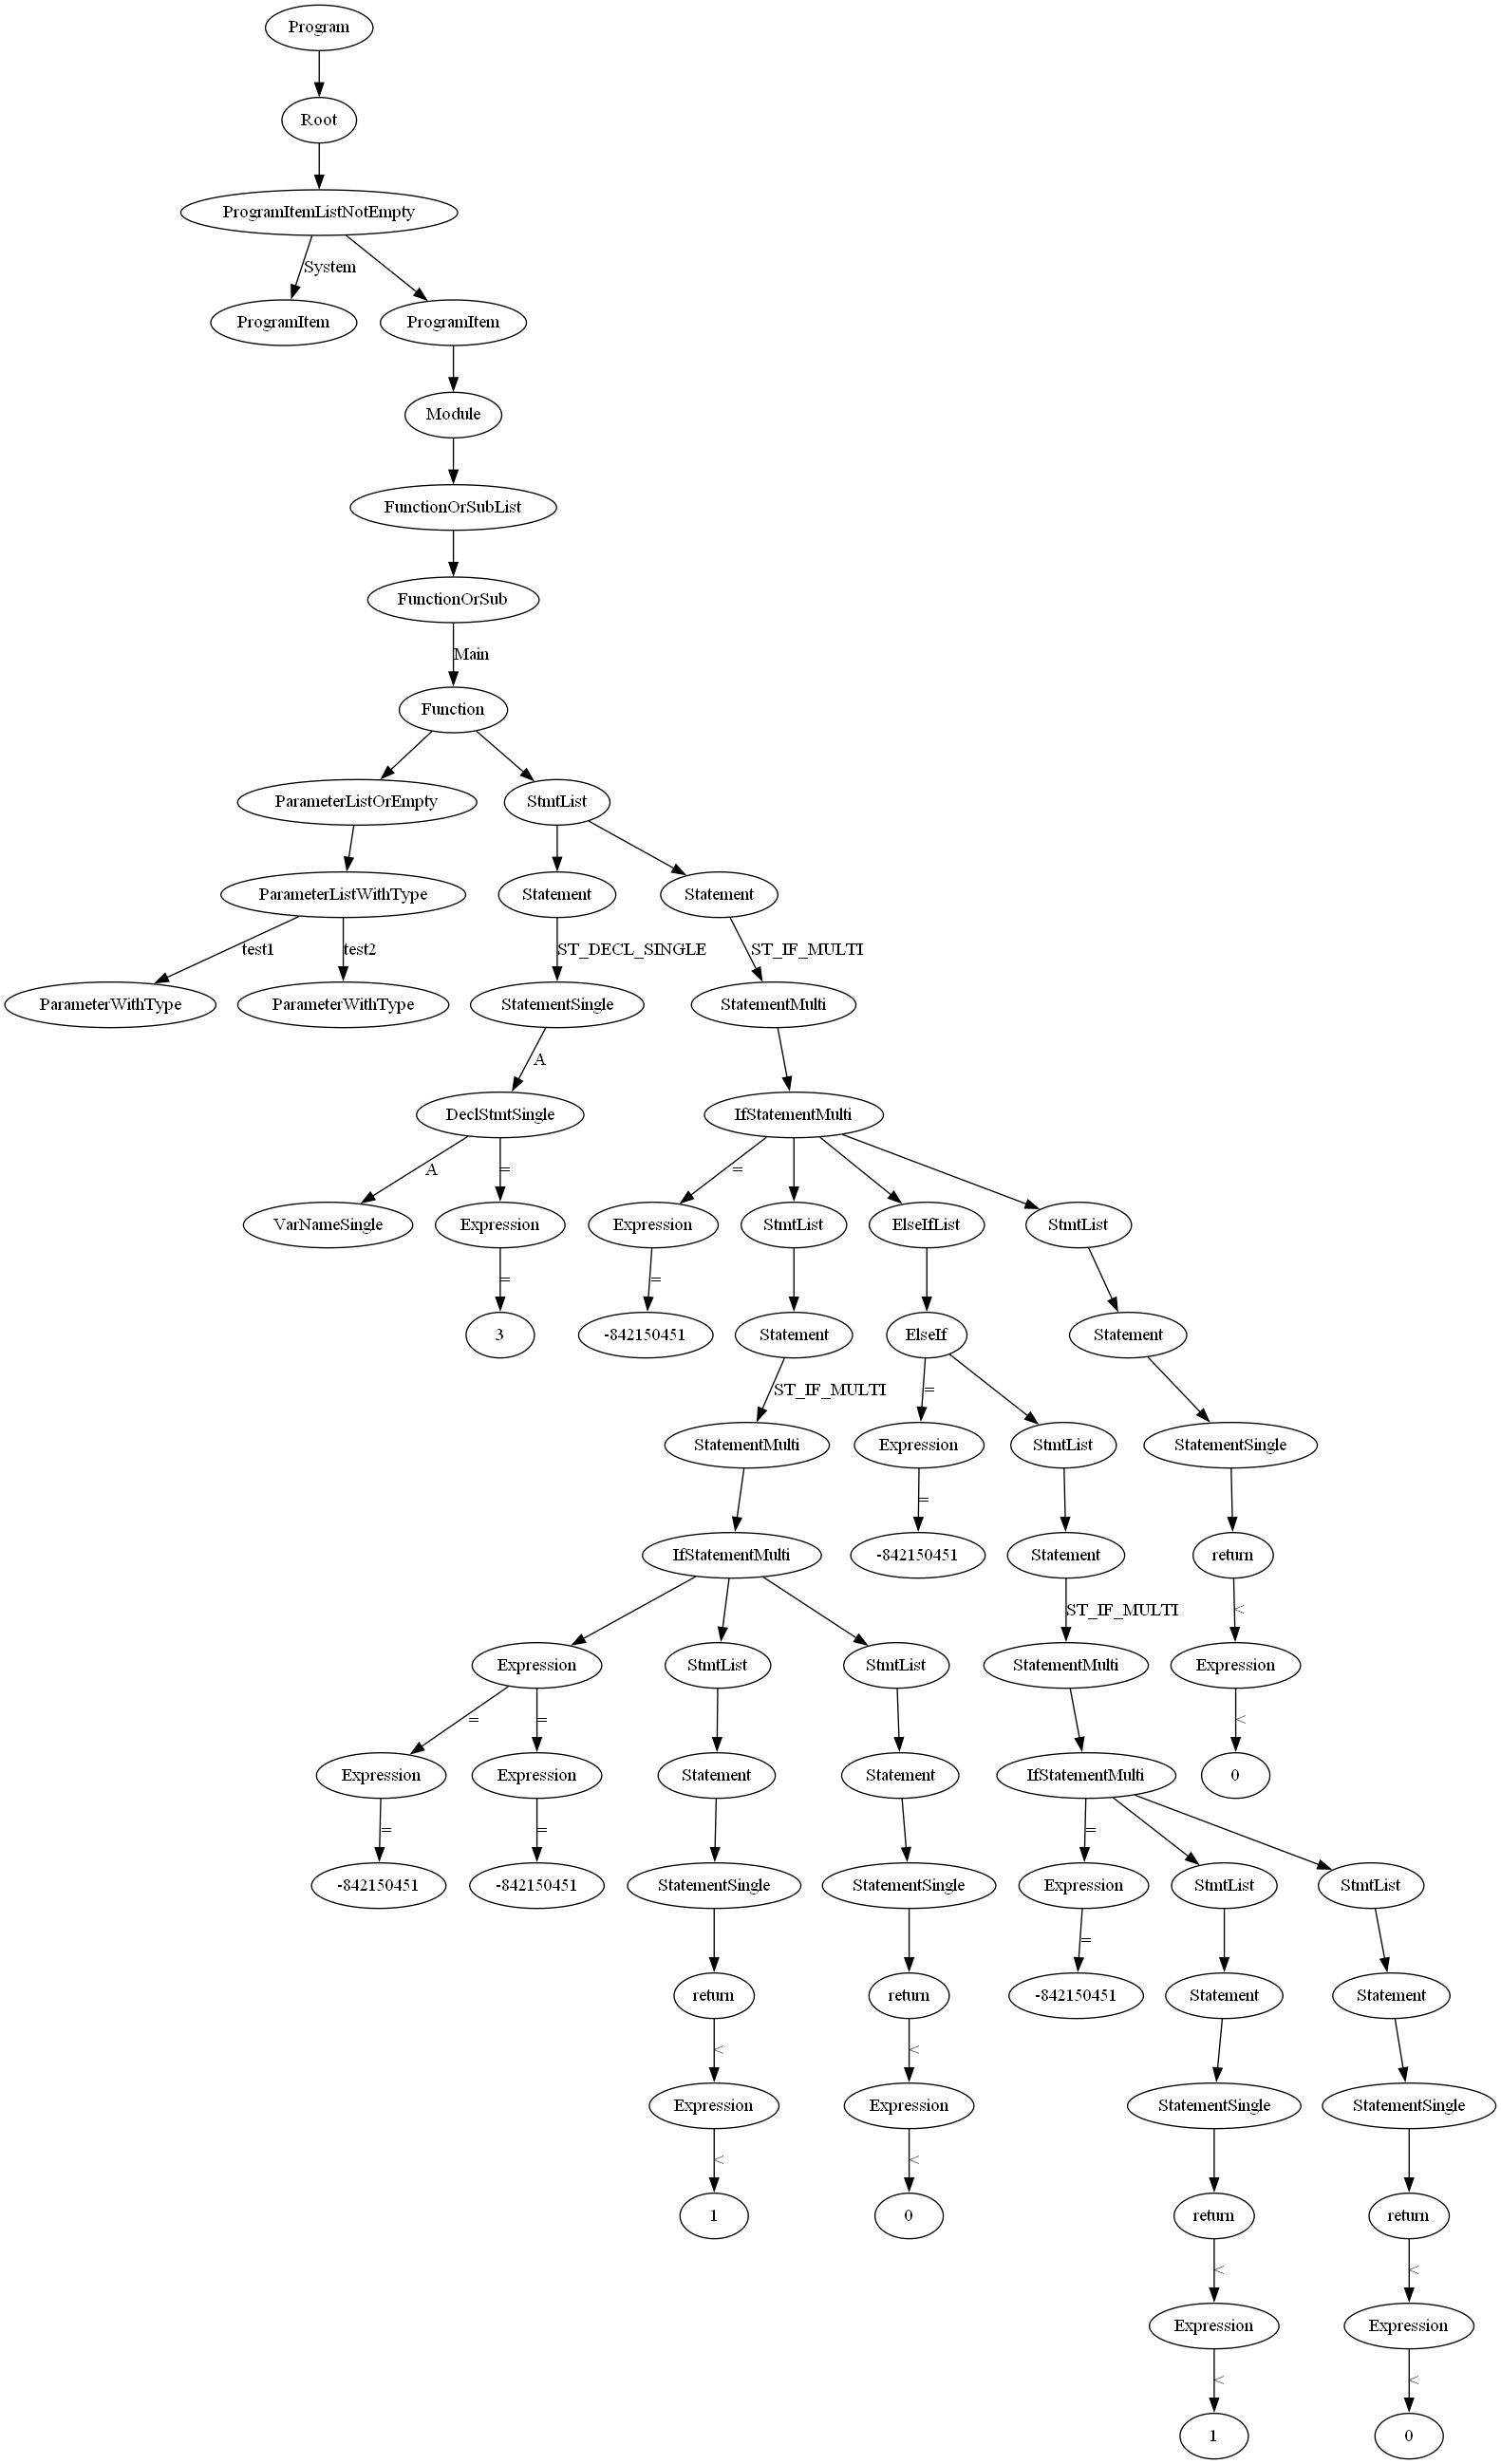 Program
Root
ProgramItemListNotEmpty
System
ProgramItem
ProgramItem
Module
FunctionOrSubList
FunctionOrSub
Main
Function
ParameterListOrEmpty
StmtList
ParameterListWithType
Statement
Statement
test1
test2
ST_DECL_SINGLE
ST_IF_MULTI
ParameterWithType
ParameterWithType
StatementSingle
StatementMulti
A
DeclStmtSingle
IfStatementMulti
A
=
=
VarNameSingle
Expression
Expression
StmtList
ElseIfList
StmtList
=
=
3
-842150451
Statement
ElseIf
Statement
ST_IF_MULTI
=
StatementMulti
Expression
StmtList
StatementSingle
=
IfStatementMulti
-842150451
Statement
return
ST_IF_MULTI
<
Expression
StmtList
StmtList
StatementMulti
Expression
=
=
<
Expression
Expression
Statement
Statement
IfStatementMulti
0
=
=
=
-842150451
-842150451
StatementSingle
StatementSingle
Expression
StmtList
StmtList
=
return
return
-842150451
Statement
Statement
<
<
Expression
Expression
StatementSingle
StatementSingle
<
<
1
0
return
return
<
<
Expression
Expression
<
<
1
0